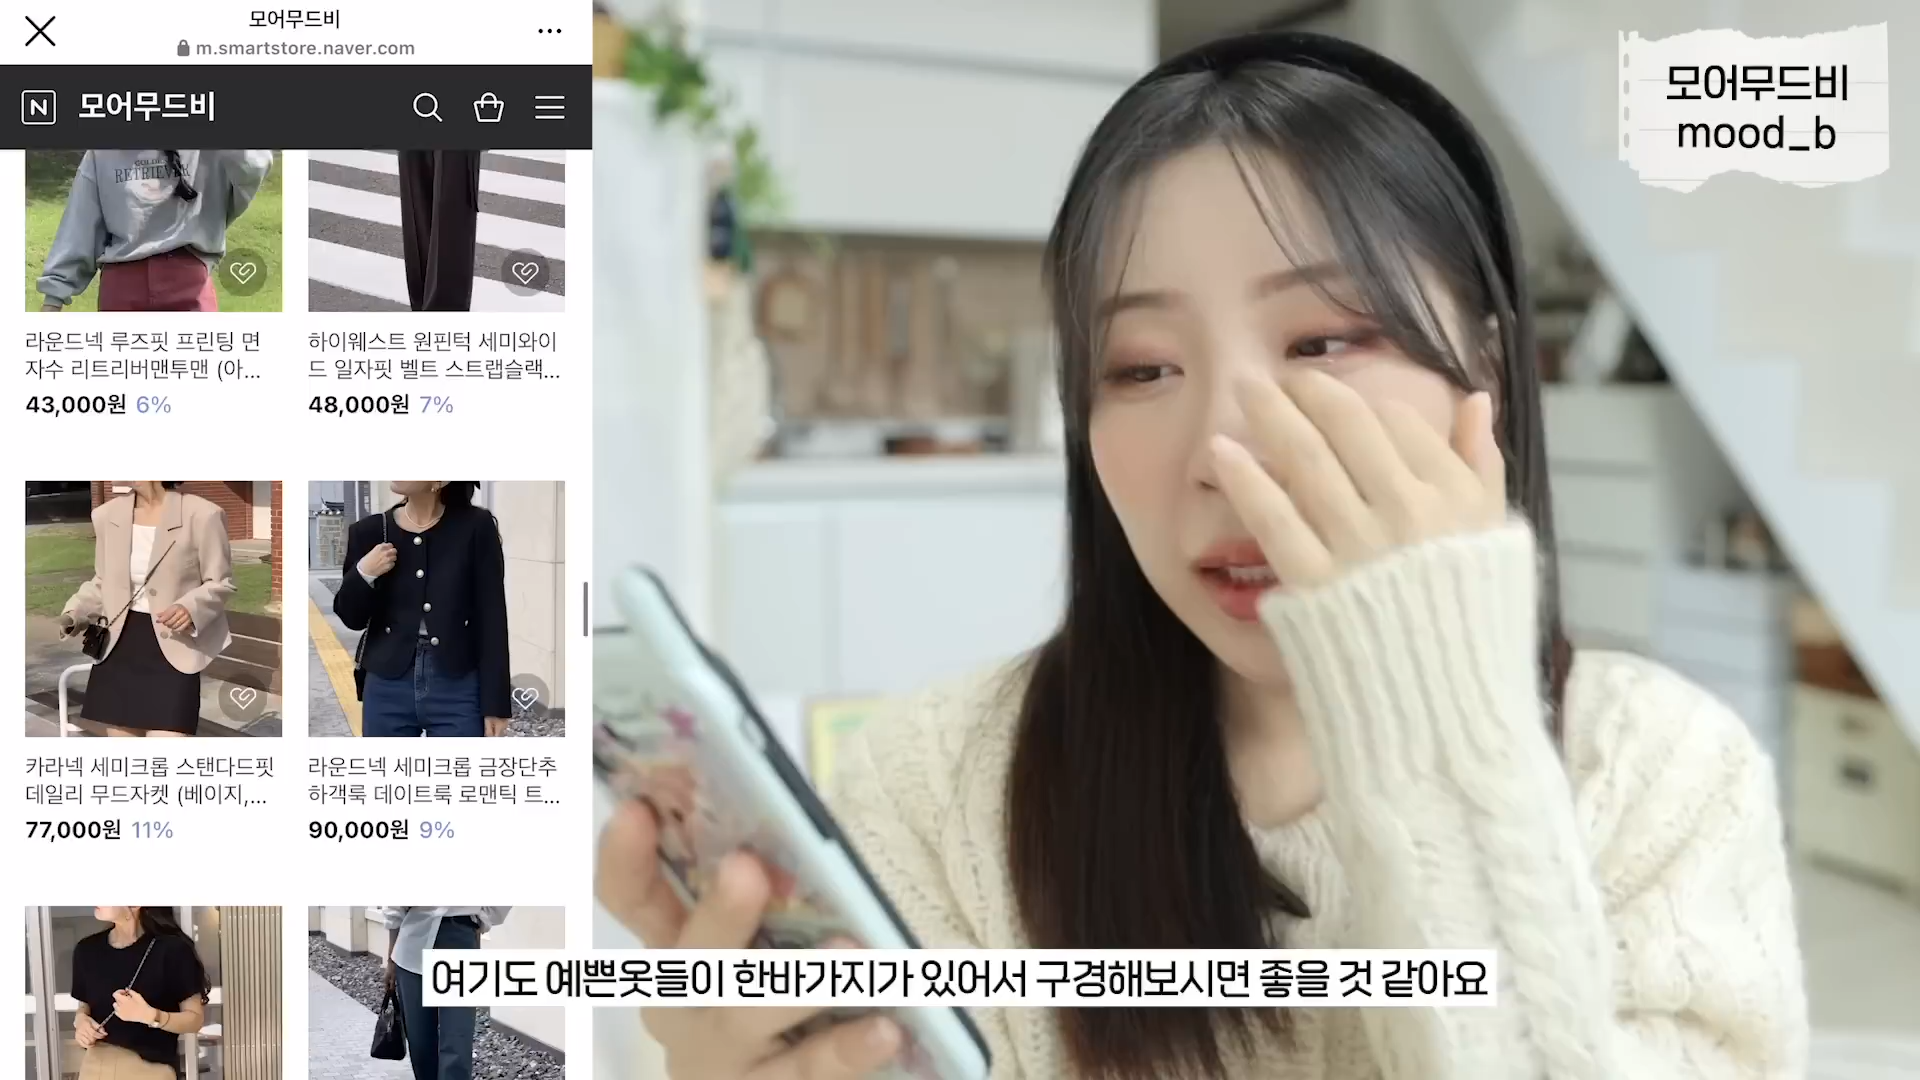 모어무드비
m.smartstore.naver.com
N 모어무드비
GOLDEN
RETRIEVER
라운드넥 루즈핏 프린팅 면
자수 리트리버맨투맨 (아...
43,000원 6%
하이웨스트 원핀턱 세미와이
드 일자핏 벨트 스트랩슬랙...
48,000원 7%
카라넥 세미크롭 스탠다드핏
데일리 무드자켓 (베이지,...
77,000원 11%
라운드넥 세미크롭 금장단추
하객룩 데이트룩 로맨틱 트...
90,000원 9%
모어무드비
mood_b
여기도 예쁜옷들이 한바가지가 있어서 구경해보시면 좋을 것 같아요